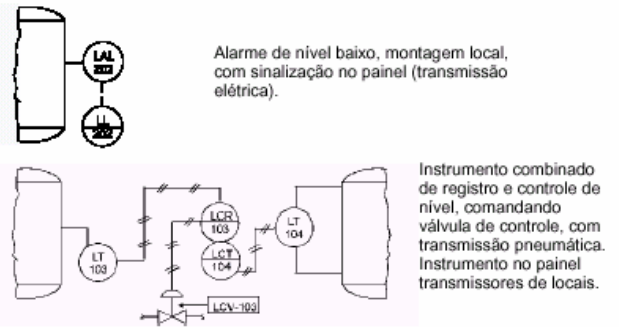 LAL
202
LL
202
Alarme de nível baixo, montagem local,
com sinalização no painel (transmissão
elétrica).
LT
103
LCR
103
LCT
104
LT
104
LCV-103
Instrumento combinado
de registro e controle de
nível, comandando
válvula de controle, com
transmissão pneumática.
Instrumento no painel
transmissores de locais.